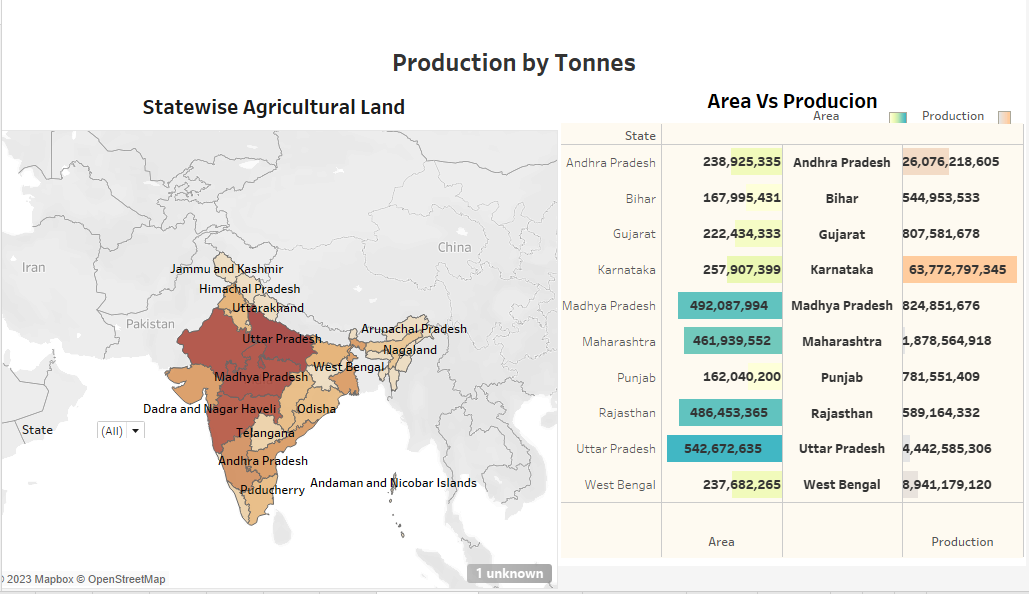 Production by Tonnes
Statewise Agricultural Land
Area Vs Producion
Area
Production
State
Andhra Pradesh 238,925,335 Andhra Pradesh 26,076,218,605
Bihar 167,995,431 Bihar 544,953,533
Gujarat 222,434,333 Gujarat 807,581,678
Karnataka 257,907,399 Karnataka 63,772,797,345
Madhya Pradesh 492,087,994 Madhya Pradesh 824,851,676
Maharashtra 461,939,552 Maharashtra 1,878,564,918
Punjab 162,040,200 Punjab 781,551,409
Rajasthan 486,453,365 Rajasthan 589,164,332
Uttar Pradesh 542,672,635 Uttar Pradesh 4,442,585,306
West Bengal 237,682,265 West Bengal 8,941,179,120
Area
Production
China
Iran
Jammu and Kashmir
Himachal Pradesh
Uttarakhand
Pakistan
Arunachal Pradesh
Uttar Pradesh
Nagaland
West Bengal
Madhya Pradesh
Dadra and Nagar Haveli
Odisha
State
(All)
Telangana
Andhra Pradesh
Andaman and Nicobar Islands
Puducherry
1 unknown
2023 Mapbox © OpenStreetMap